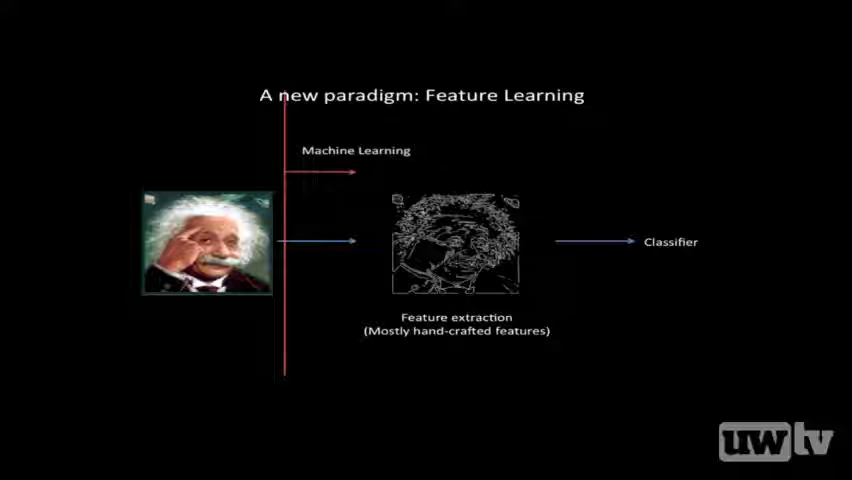 A new paradigm: Feature Learning
Machine Learning
Classifier
Feature extraction
(Mostly hand-crafted features)
uwtv